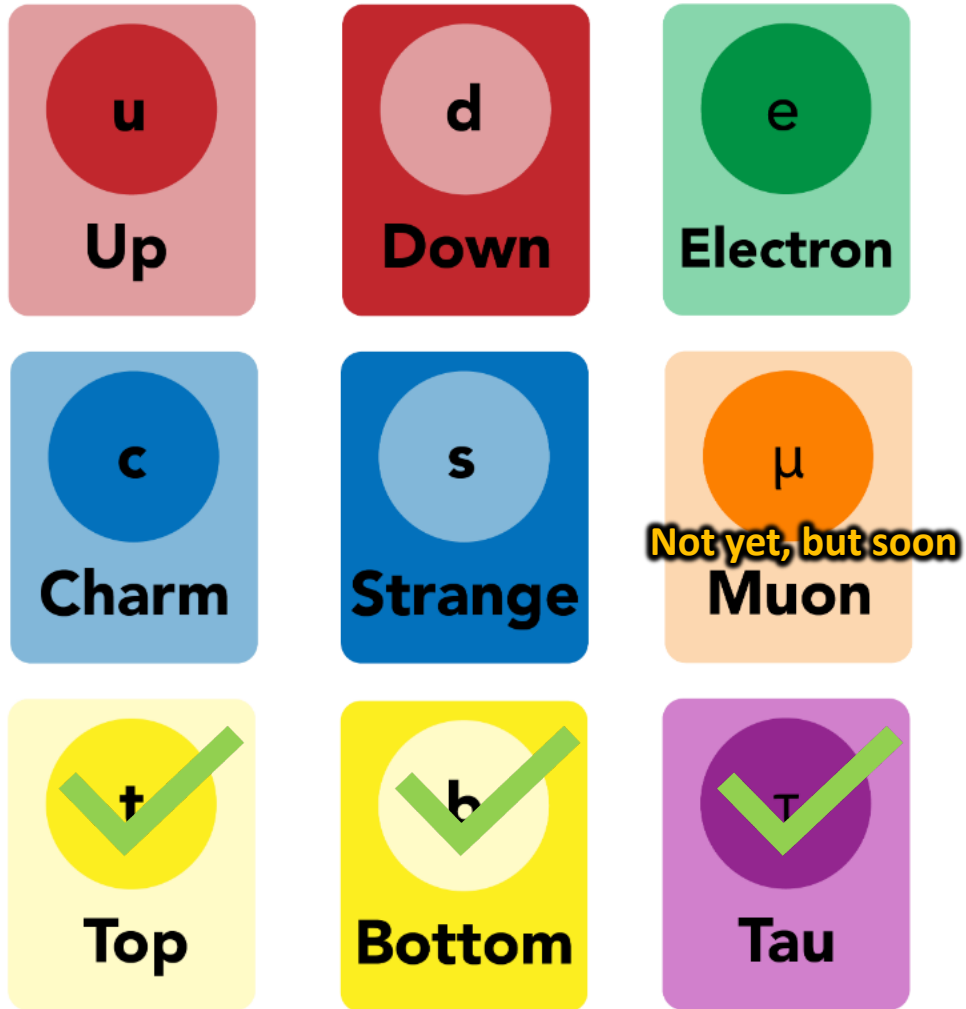 u d e
Up Down Electron
c s μ
Not yet, but soon
Charm Strange Muon
t b τ
Top Bottom Tau